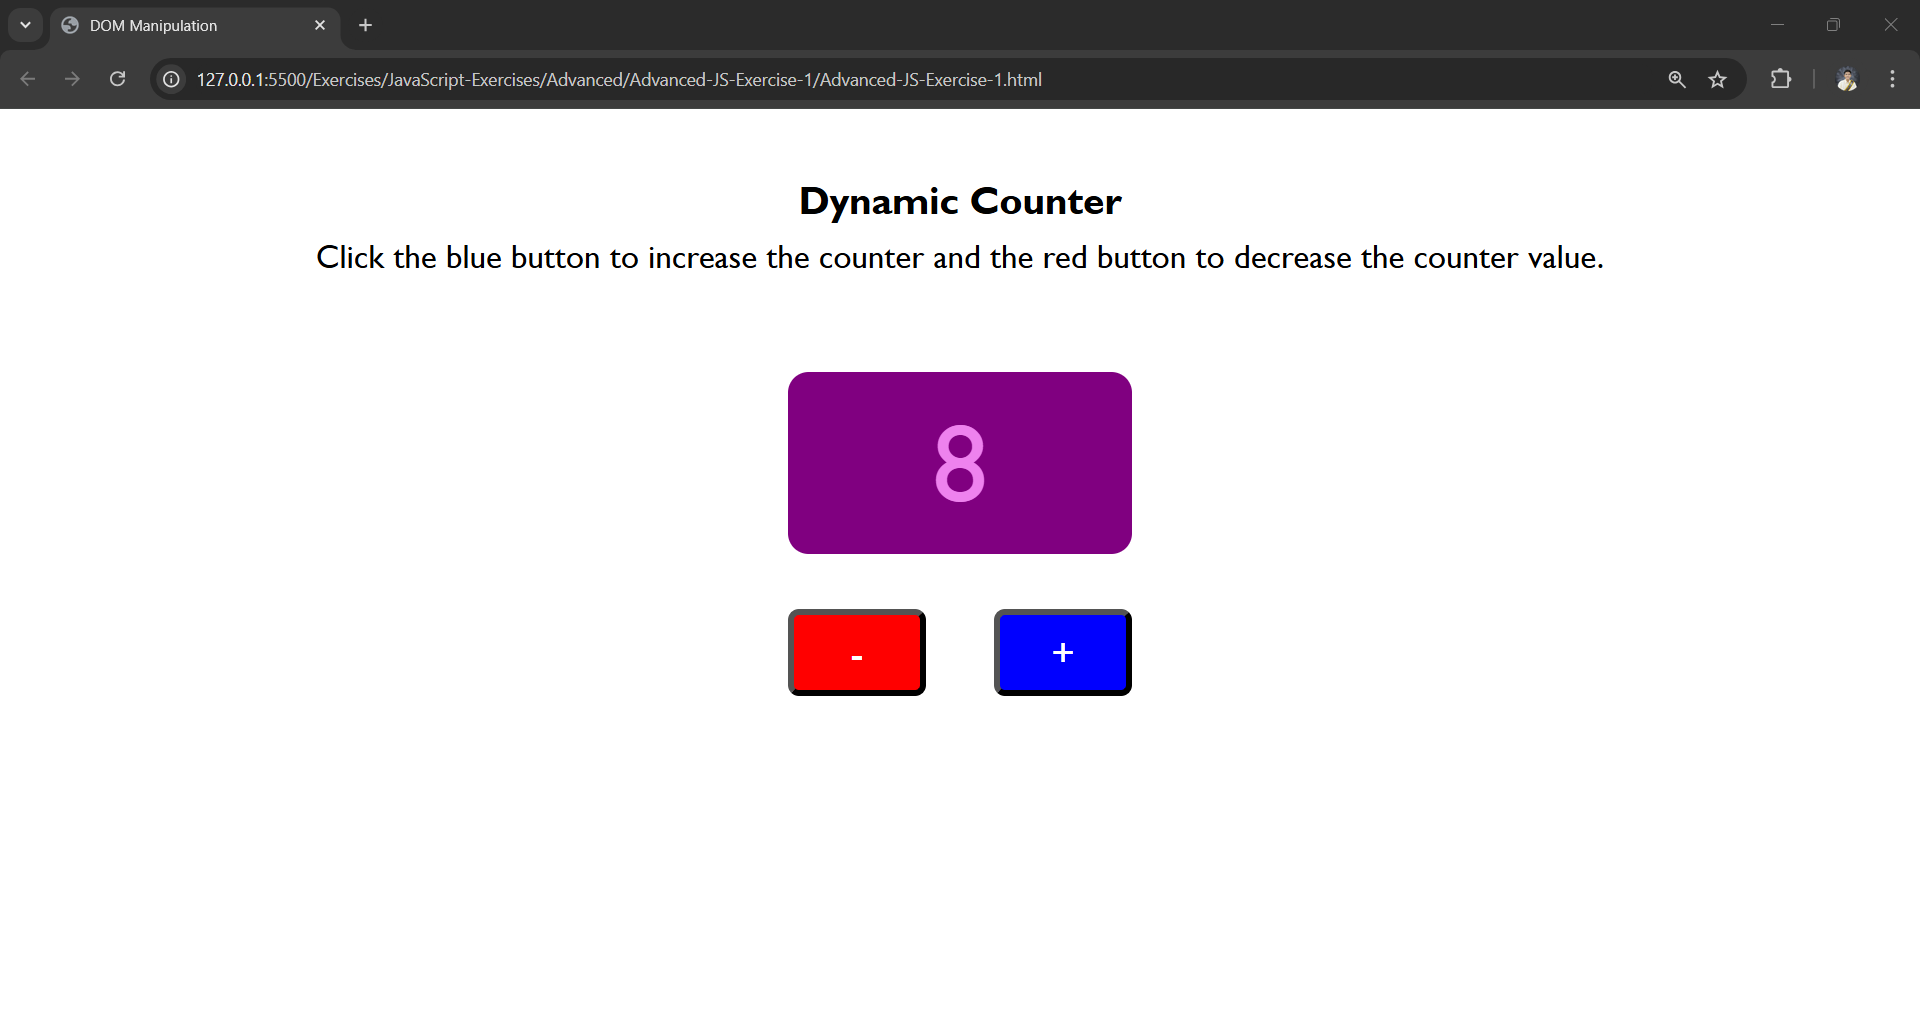 DOM Manipulation
127.0.0.1:5500/Exercises/JavaScript-Exercises/Advanced/Advanced-JS-Exercise-1/Advanced-JS-Exercise-1.html
Dynamic Counter
Click the blue button to increase the counter and the red button to decrease the counter value.
8
- +